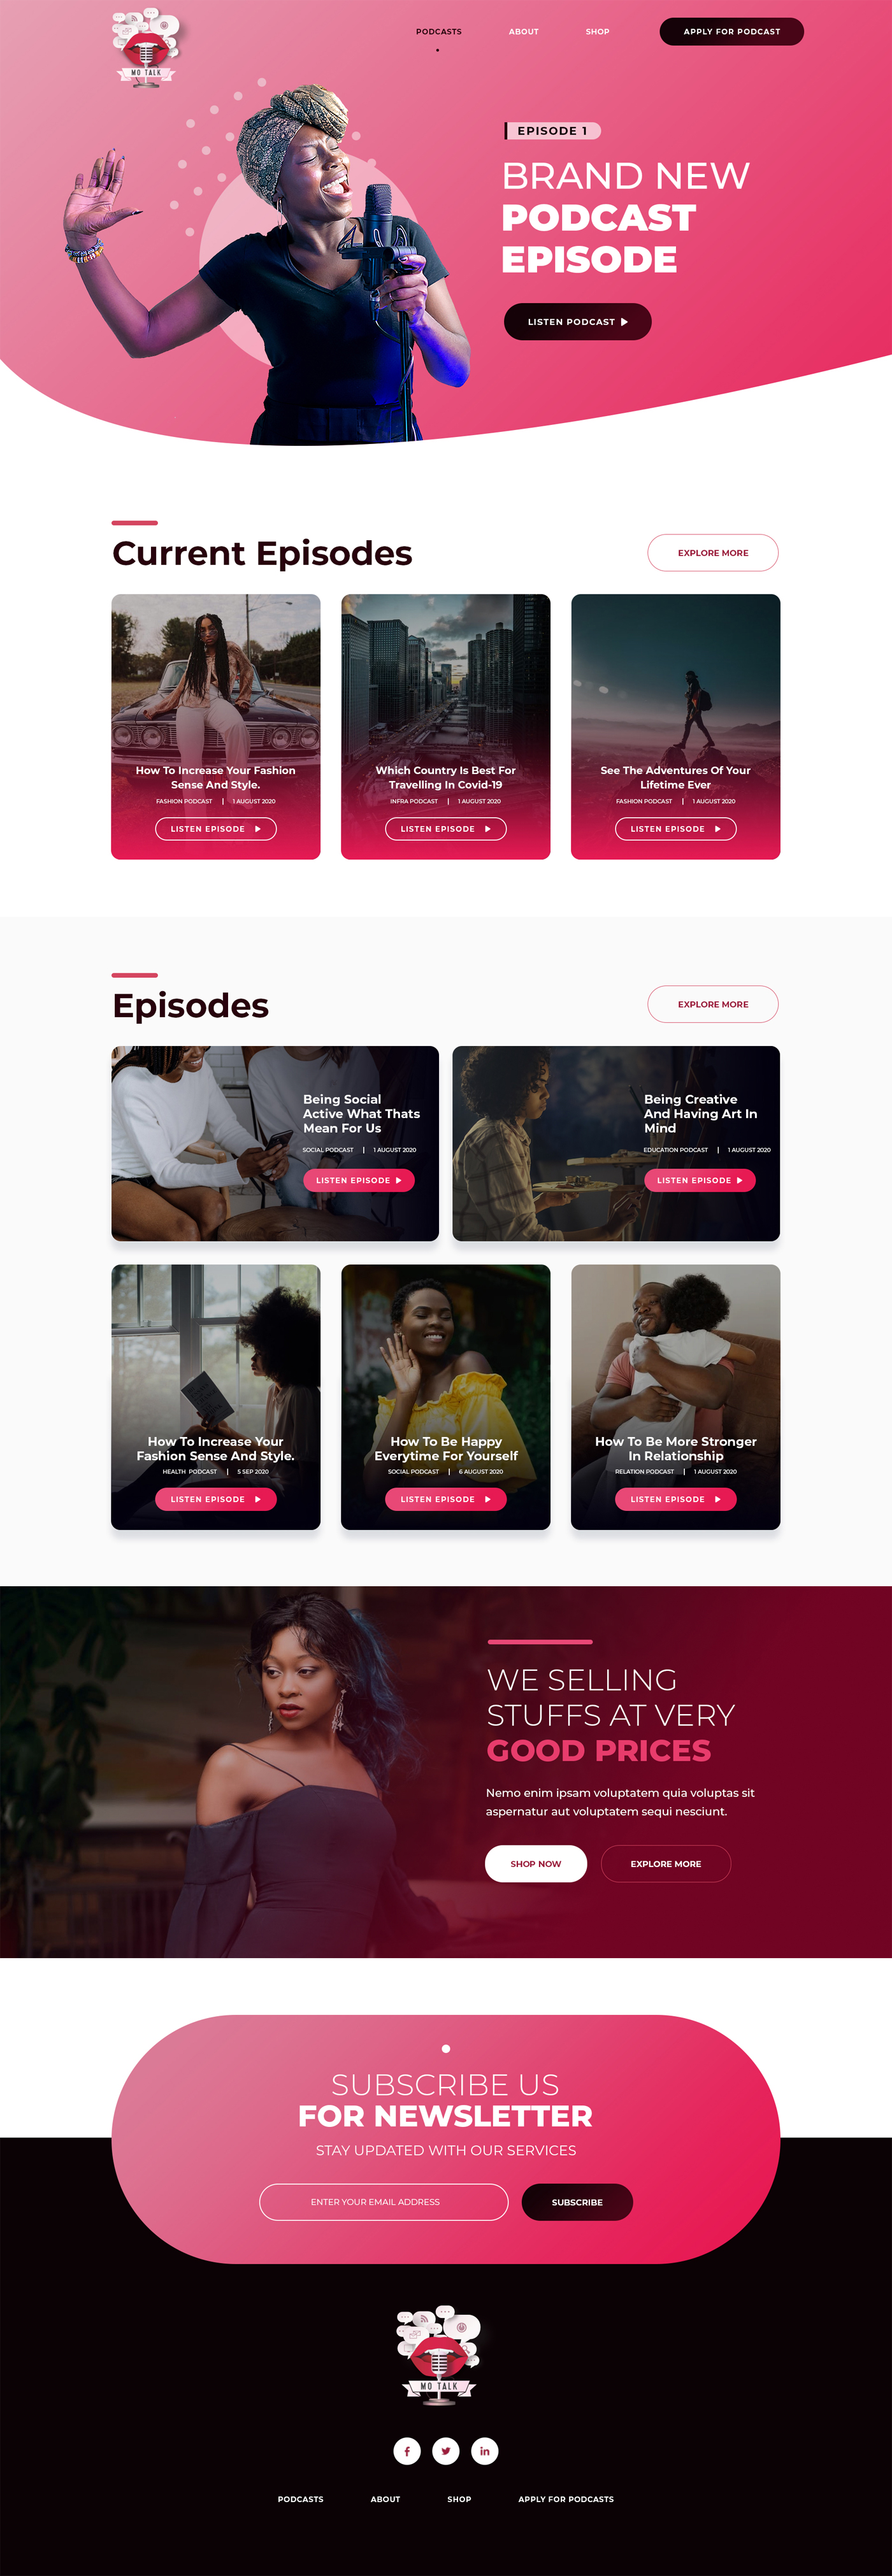 MO TALK
PODCASTS
ABOUT
SHOP
APPLY FOR PODCAST
EPISODE 1
BRAND NEW
PODCAST
EPISODE
LISTEN PODCAST
Current Episodes
EXPLORE MORE
How To Increase Your Fashion
Sense And Style.
FASHION PODCAST | 1 AUGUST 2020
LISTEN EPISODE
Which Country Is Best For
Travelling In Covid-19
INFRA PODCAST | 1 AUGUST 2020
LISTEN EPISODE
See The Adventures Of Your
Lifetime Ever
FASHION PODCAST | 1 AUGUST 2020
LISTEN EPISODE
Episodes
EXPLORE MORE
Being Social
Active What Thats
Mean For Us
SOCIAL PODCAST | 1 AUGUST 2020
LISTEN EPISODE
Being Creative
And Having Art In
Mind
EDUCATION PODCAST | 1 AUGUST 2020
LISTEN EPISODE
How To Increase Your
Fashion Sense And Style.
HEALTH PODCAST | 5 SEP 2020
LISTEN EPISODE
How To Be Happy
Everytime For Yourself
SOCIAL PODCAST | 6 AUGUST 2020
LISTEN EPISODE
How To Be More Stronger
In Relationship
RELATION PODCAST | 1 AUGUST 2020
LISTEN EPISODE
WE SELLING
STUFFS AT VERY
GOOD PRICES
Nemo enim ipsam voluptatem quia voluptas sit
aspernatur aut voluptatem sequi nesciunt.
SHOP NOW
EXPLORE MORE
SUBSCRIBE US
FOR NEWSLETTER
STAY UPDATED WITH OUR SERVICES
ENTER YOUR EMAIL ADDRESS
SUBSCRIBE
MO TALK
PODCASTS
ABOUT
SHOP
APPLY FOR PODCASTS